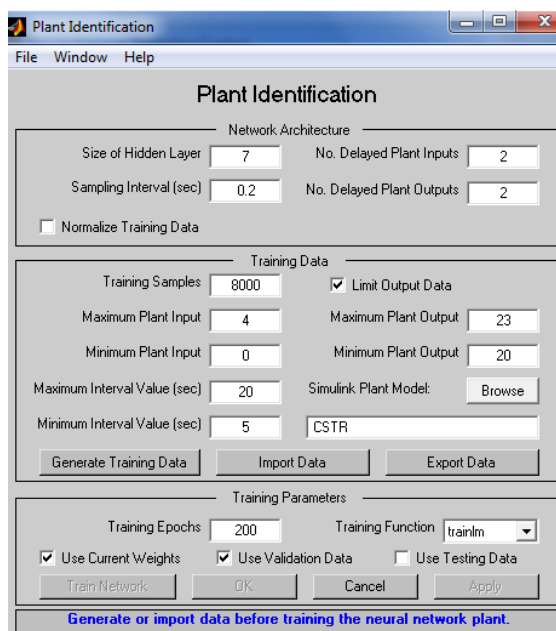 Plant Identification
File Window Help
Plant Identification
Network Architecture
Size of Hidden Layer 7 No. Delayed Plant Inputs 2
Sampling Interval (sec) 0.2 No. Delayed Plant Outputs 2
Normalize Training Data
Training Data
Training Samples 8000 Limit Output Data
Maximum Plant Input 4 Maximum Plant Output 23
Minimum Plant Input 0 Minimum Plant Output 20
Maximum Interval Value (sec) 20 Simulink Plant Model: Browse
Minimum Interval Value (sec) 5 CSTR
Generate Training Data Import Data Export Data
Training Parameters
Training Epochs 200 Training Function trainlm
Use Current Weights Use Validation Data Use Testing Data
Train Network OK Cancel Apply
Generate or import data before training the neural network plant.